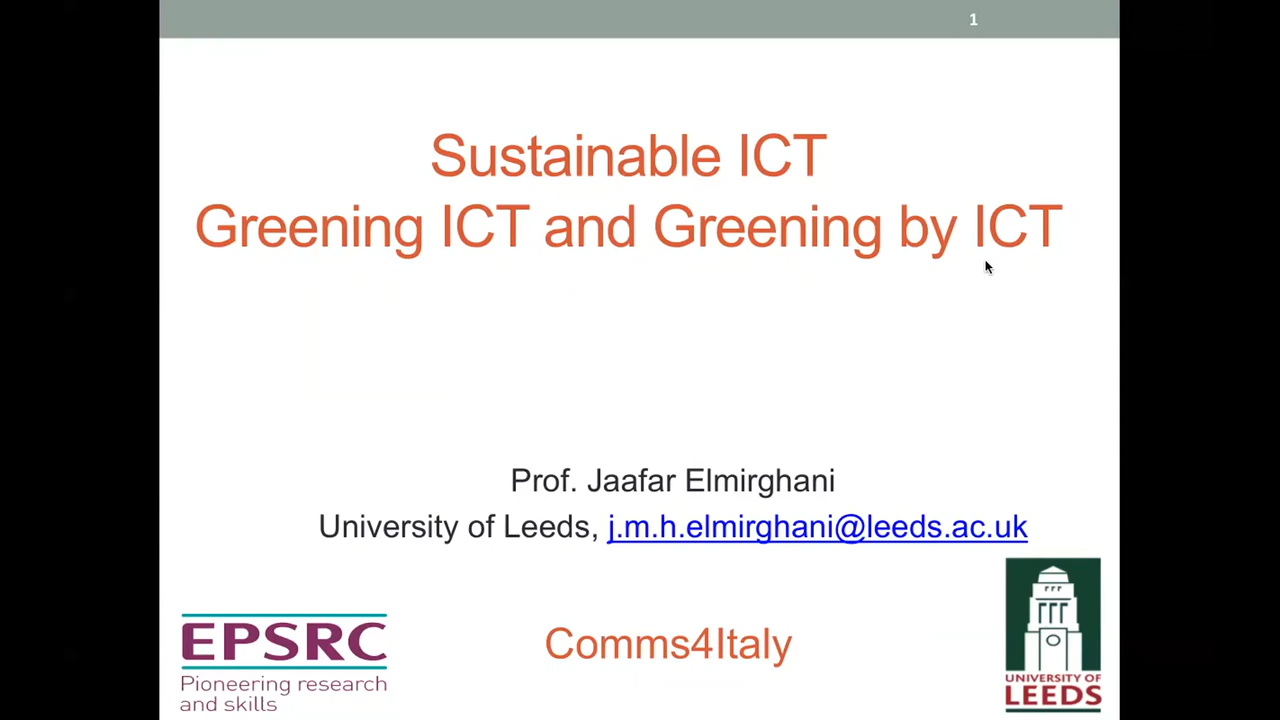 1
Sustainable ICT
Greening ICT and Greening by ICT
Prof. Jaafar Elmirghani
University of Leeds, j.m.h.elmirghani@leeds.ac.uk
EPSRC
Pioneering research
and skills
Comms4Italy
UNIVERSITY OF
LEEDS